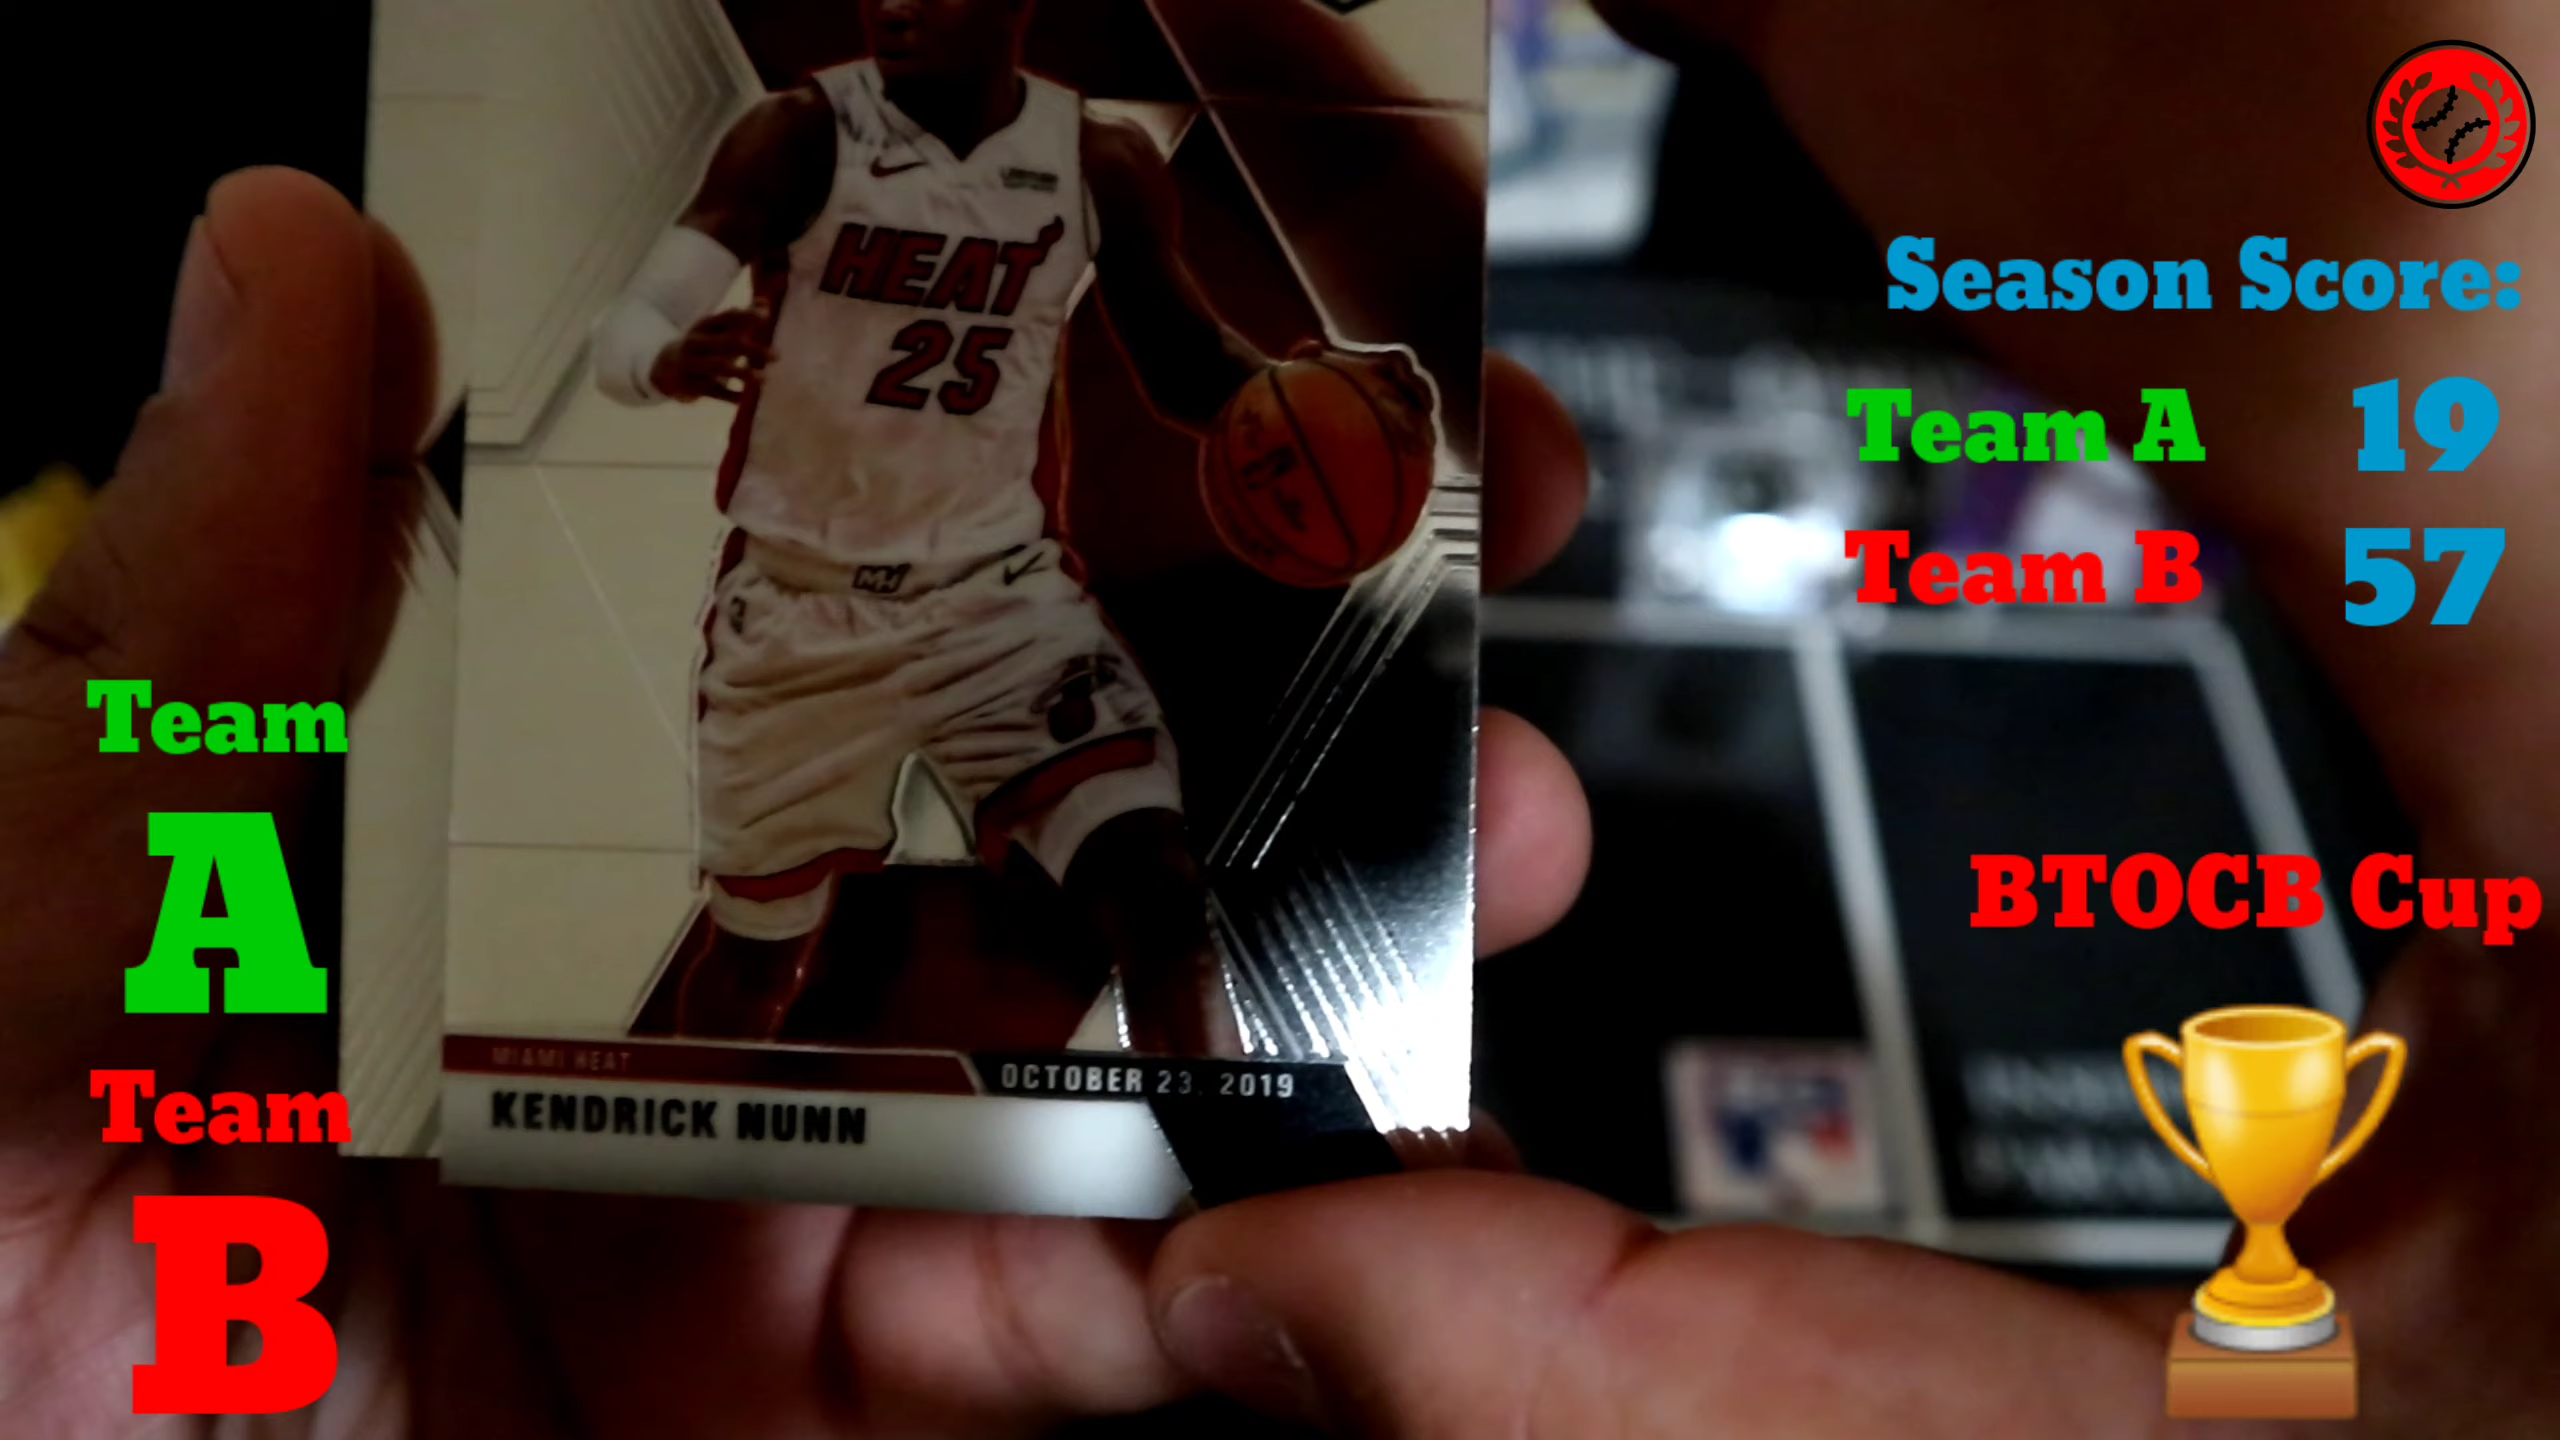 HEAT
25
MIAMI HEAT
OCTOBER 23, 2019
KENDRICK NUNN
Season Score:
Team A 19
Team B 57
BTOCB Cup
Team
A
Team
B